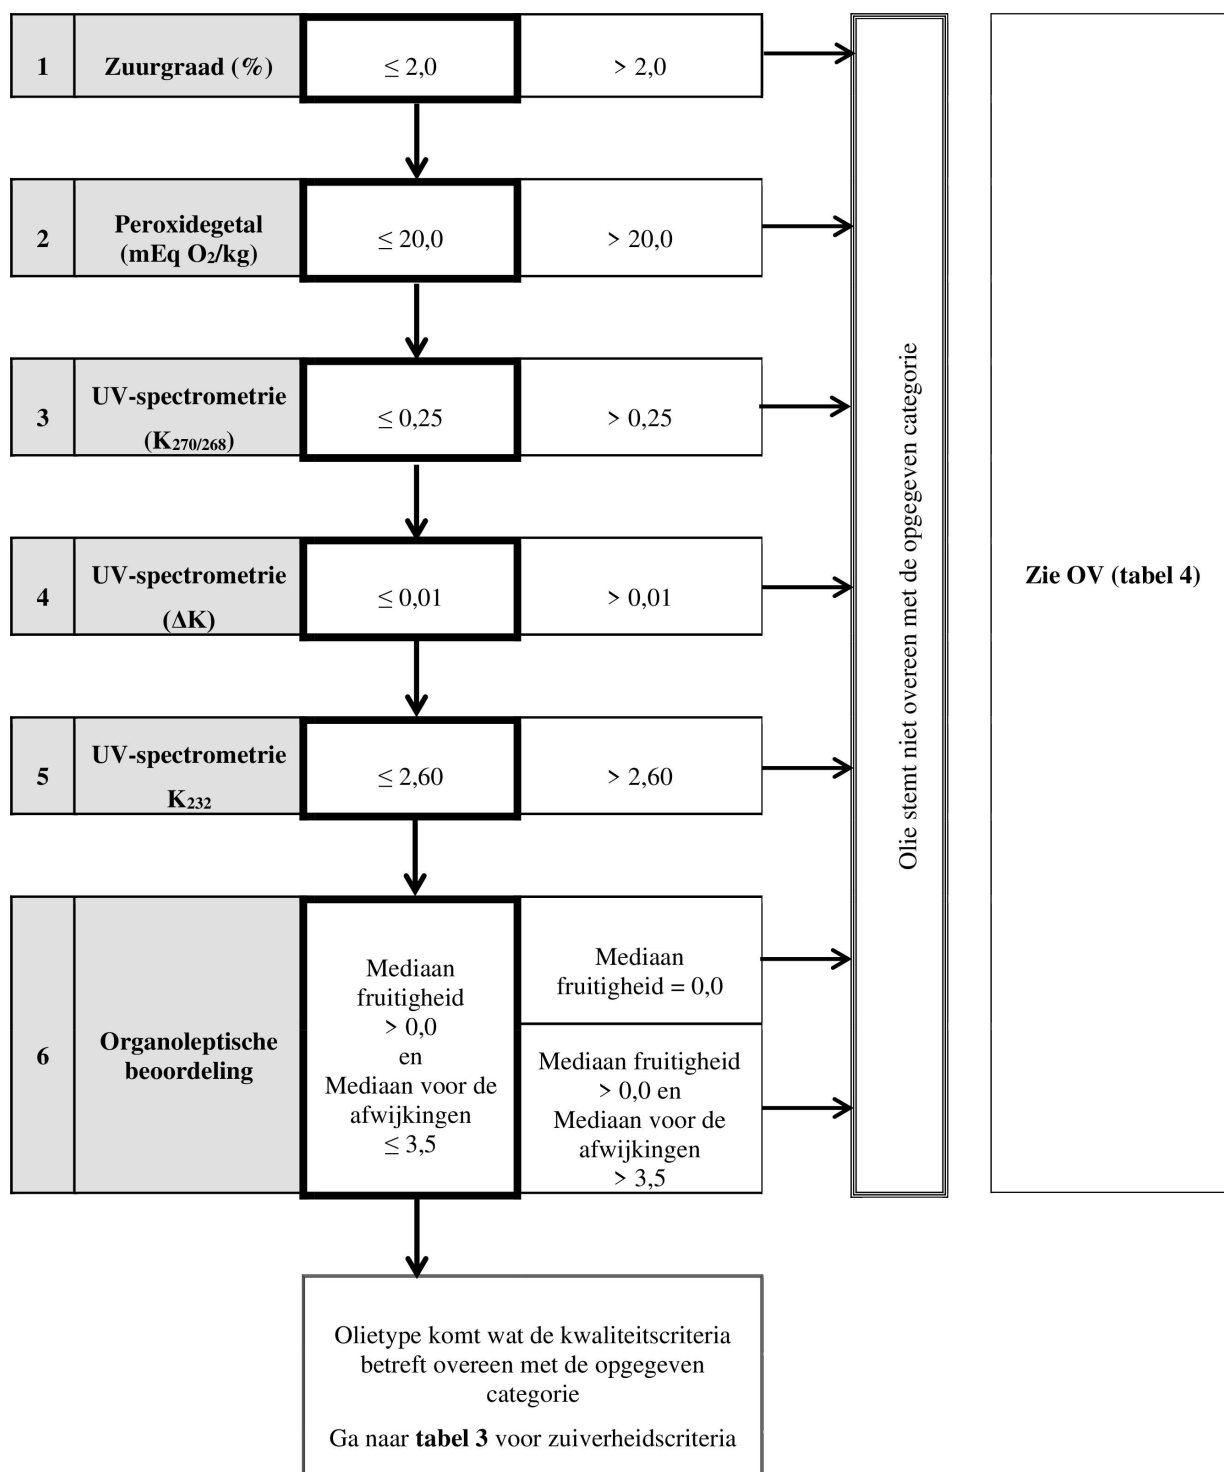 1
Zuurgraad (%)
≤ 2,0
> 2,0
2
Peroxidegetal
(mEq O₂/kg)
≤ 20,0
> 20,0
3
UV-spectrometrie
(K₂₇₀/₂₆₈)
≤ 0,25
> 0,25
4
UV-spectrometrie
(ΔK)
≤ 0,01
> 0,01
5
UV-spectrometrie
K₂₃₂
≤ 2,60
> 2,60
6
Organoleptische
beoordeling
Mediaan
fruitigheid
> 0,0
en
Mediaan voor de
afwijkingen
≤ 3,5
Mediaan
fruitigheid = 0,0
Mediaan fruitigheid
> 0,0 en
Mediaan voor de
afwijkingen
> 3,5
Olie stemt niet overeen met de opgegeven categorie
Zie OV (tabel 4)
Olietype komt wat de kwaliteitscriteria
betreft overeen met de opgegeven
categorie
Ga naar tabel 3 voor zuiverheidscriteria